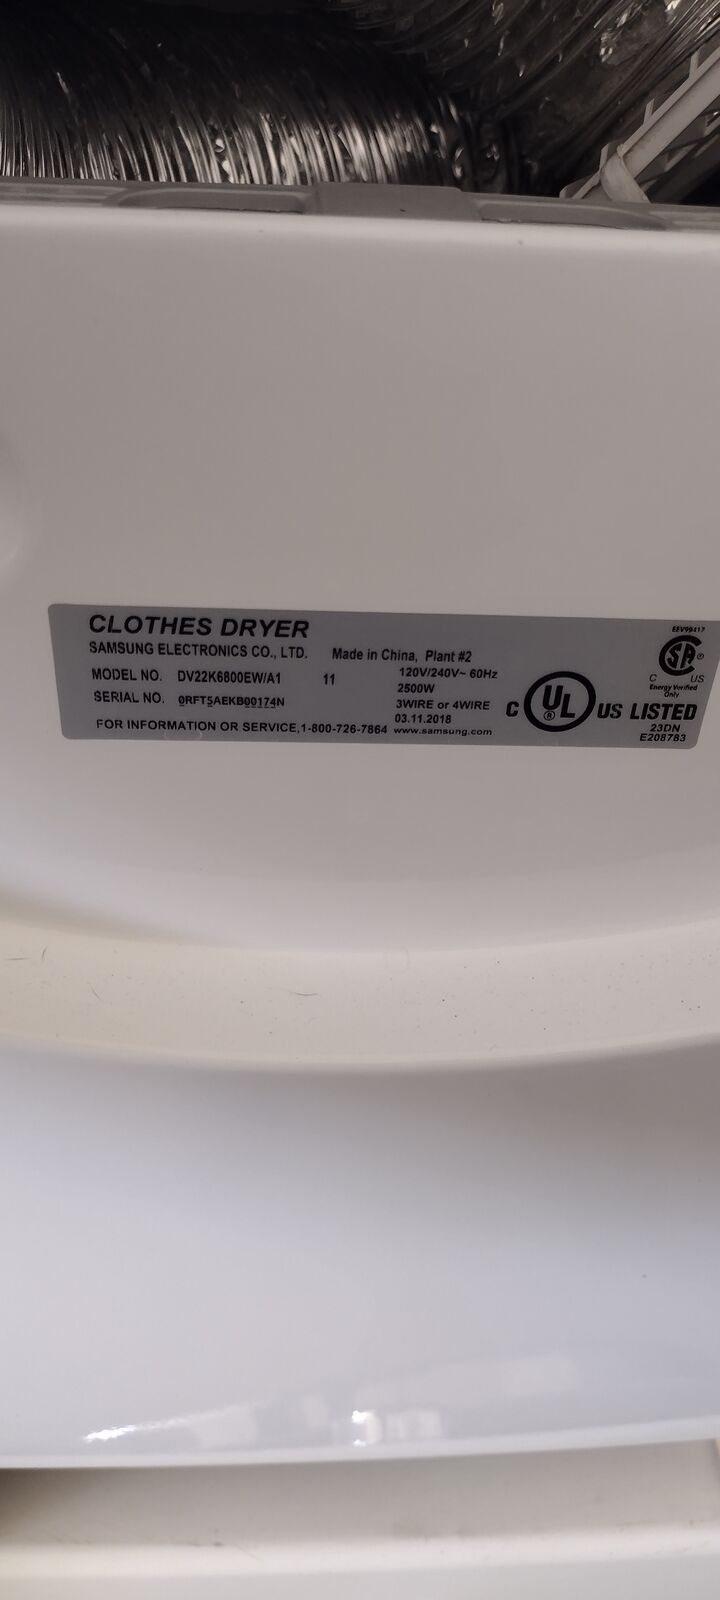 CLOTHES DRYER
SAMSUNG ELECTRONICS CO., LTD. Made in China, Plant #2
MODEL NO. DV22K6800EW/A1 11 120V/240V~ 60Hz
2500W
SERIAL NO. 0RFT5AEKB00174N 3WIRE or 4WIRE
03.11.2018
FOR INFORMATION OR SERVICE,1-800-726-7864 www.samsung.com
EEV99417
SA ®
C US
Energy Verified
Only
C UL ® US LISTED
23DN
E208783